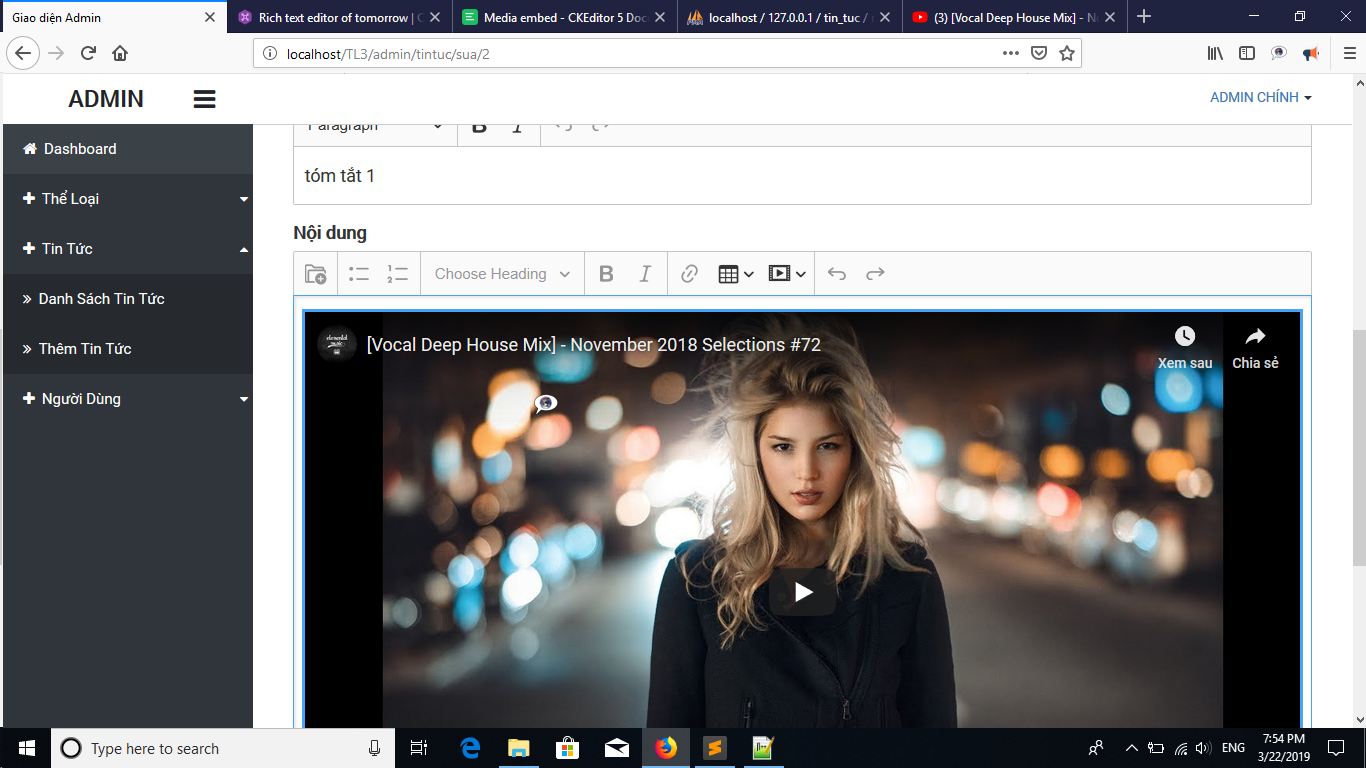 Giao diện Admin
Rich text editor of tomorrow | C
Media embed - CKEditor 5 Doc
localhost / 127.0.0.1 / tin_tuc /
(3) [Vocal Deep House Mix] - No
localhost/TL3/admin/tintuc/sua/2
ADMIN
ADMIN CHÍNH
Dashboard
Thể Loại
Tin Tức
Danh Sách Tin Tức
Thêm Tin Tức
Người Dùng
Paragraph
B I
tóm tắt 1
Nội dung
Choose Heading
B I
[Vocal Deep House Mix] - November 2018 Selections #72
Xem sau
Chia sẻ
Type here to search
ENG
7:54 PM
3/22/2019